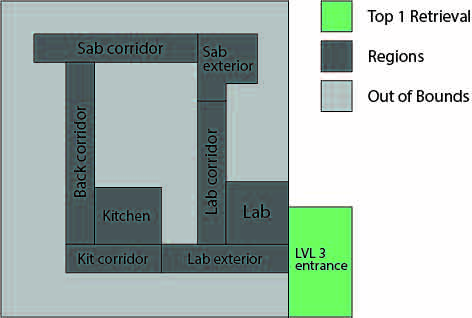 Sab corridor
Sab
exterior
Back corridor
Lab corridor
Kitchen
Lab
Kit corridor
Lab exterior
LVL 3
entrance
Top 1 Retrieval
Regions
Out of Bounds